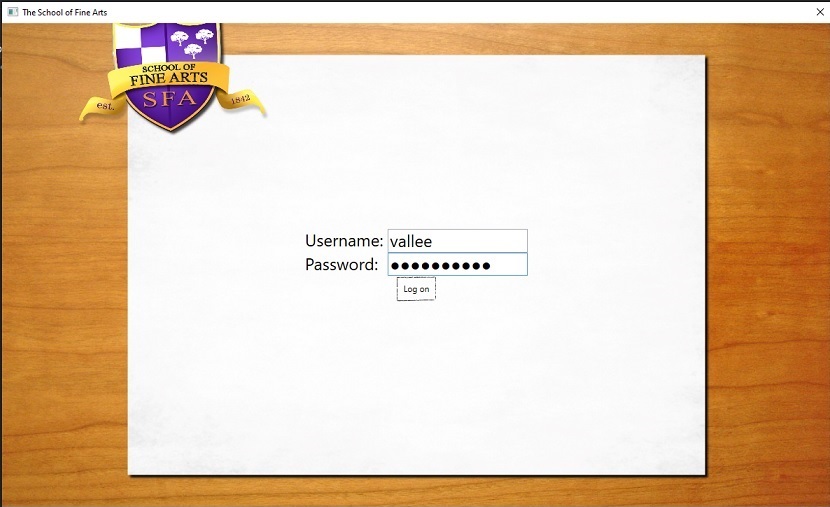 The School of Fine Arts
SCHOOL OF
FINE ARTS
est. SFA 1842
Username: vallee
Password: ●●●●●●●●●●
Log on